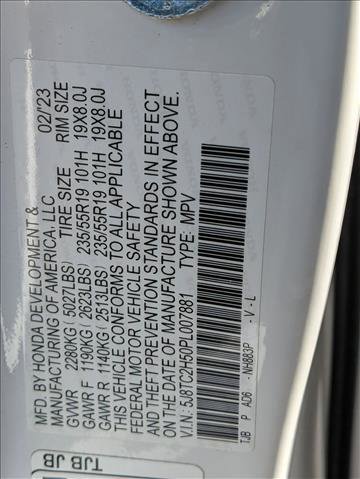 MFD. BY HONDA DEVELOPMENT &
MANUFACTURING OF AMERICA, LLC 02/23
TIRE SIZE RIM SIZE
GVWR 2280KG (5027LBS)
GAWR F 1190KG (2623LBS) 235/55R19 101H 19X8.0J
GAWR R 1140KG (2513LBS) 235/55R19 101H 19X8.0J
THIS VEHICLE CONFORMS TO ALL APPLICABLE
FEDERAL MOTOR VEHICLE SAFETY
AND THEFT PREVENTION STANDARDS IN EFFECT
ON THE DATE OF MANUFACTURE SHOWN ABOVE.
V.I.N: 5J8TC2H50PL007881 TYPE: MPV
TJB P AD6 -NH883P -V-L
TJB JB